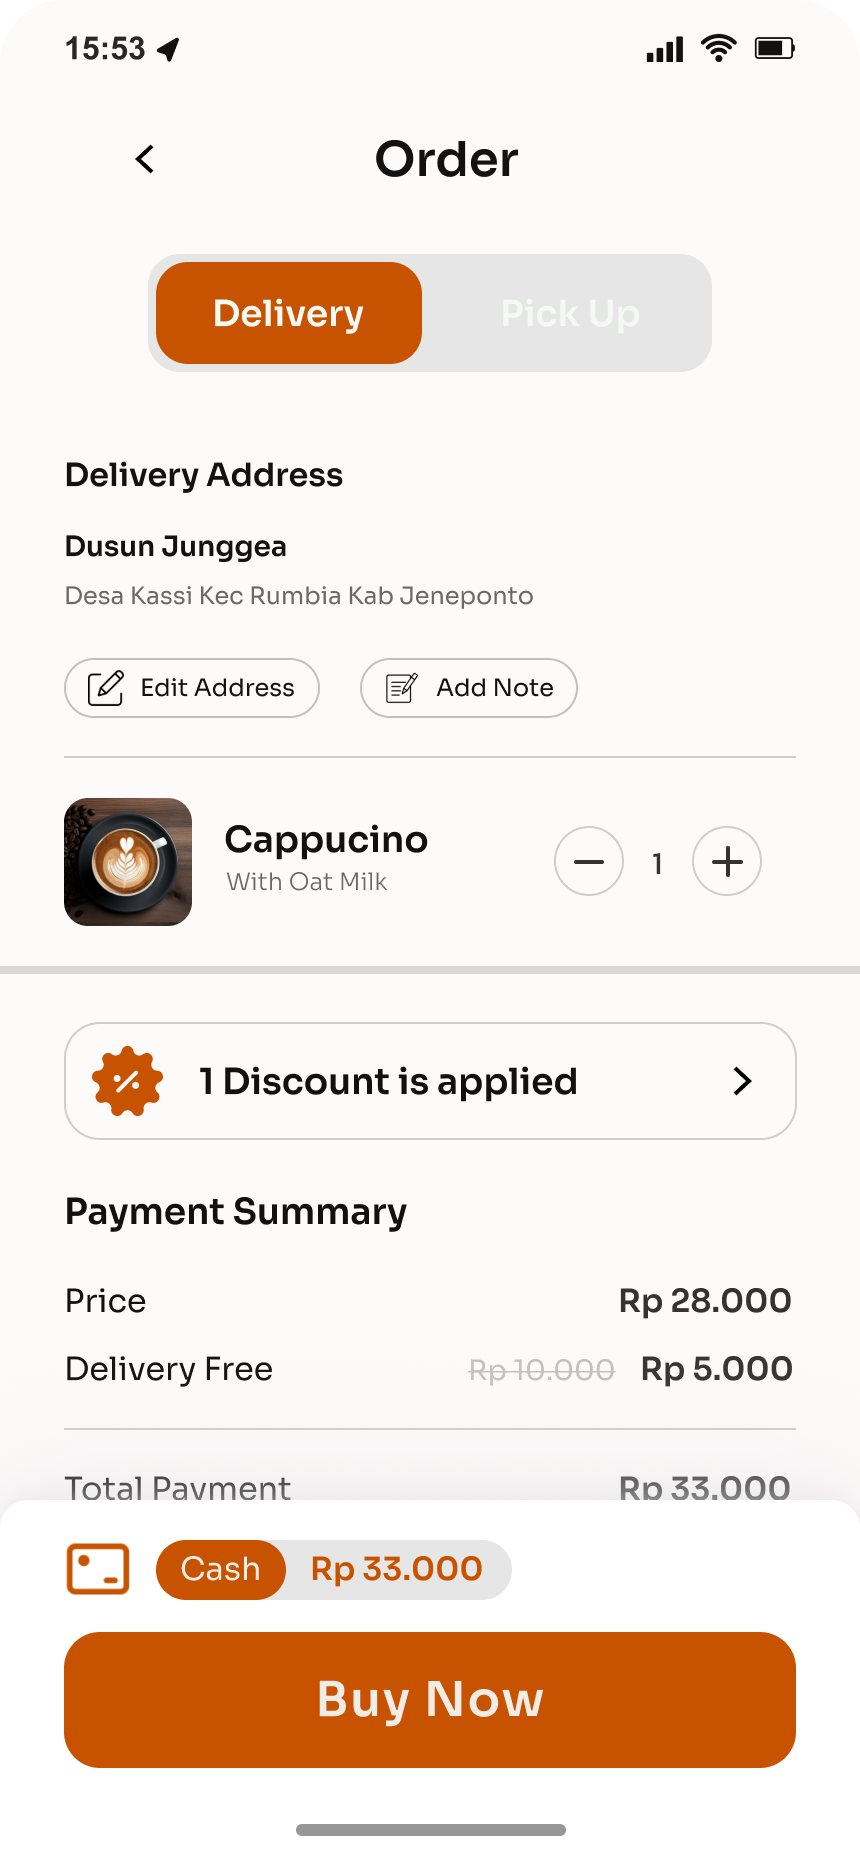 15:53
Order
Delivery Pick Up
Delivery Address
Dusun Junggea
Desa Kassi Kec Rumbia Kab Jeneponto
Edit Address Add Note
Cappucino
With Oat Milk
1
1 Discount is applied
Payment Summary
Price Rp 28.000
Delivery Free Rp 10.000 Rp 5.000
Total Payment Rp 33.000
Cash Rp 33.000
Buy Now